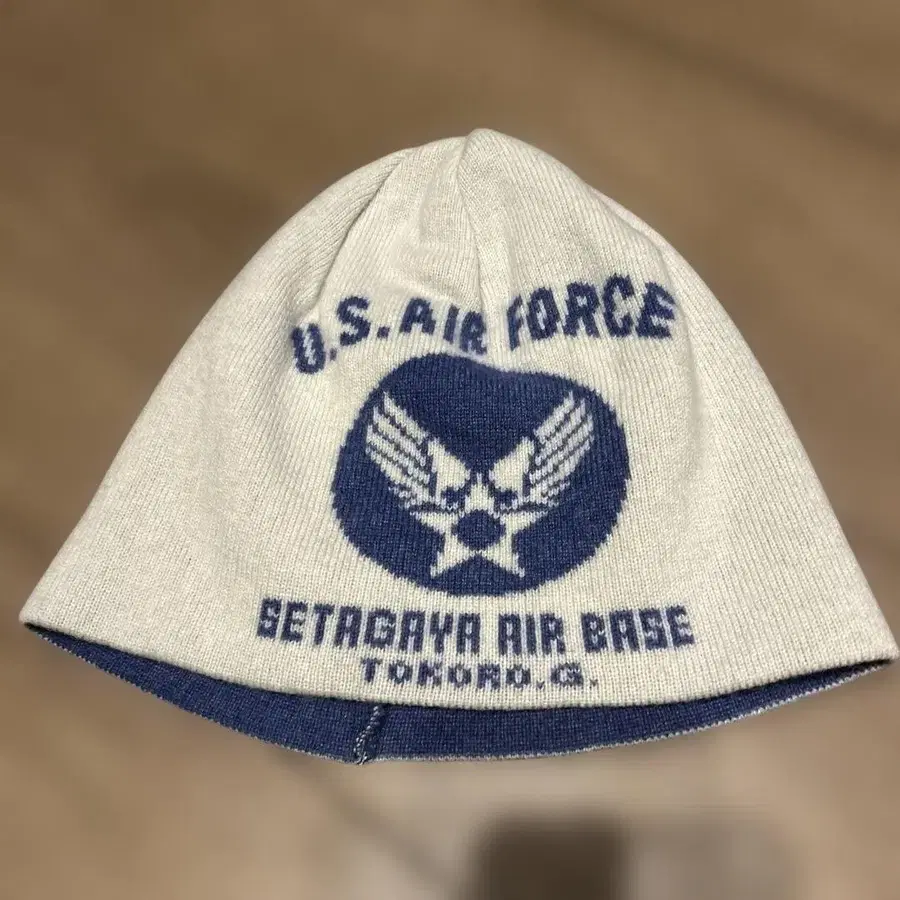 U.S. AIR FORCE
SETAGAYA AIR BASE
TOKORO.G.